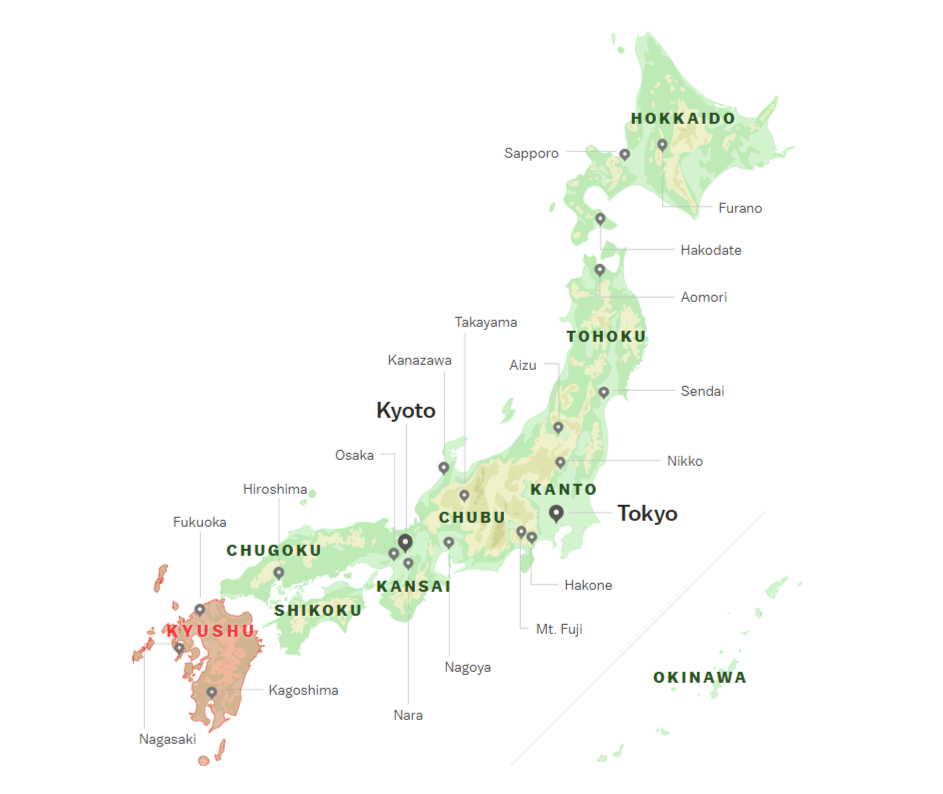 HOKKAIDO
Sapporo
Furano
Hakodate
Aomori
Takayama
TOHOKU
Kanazawa
Aizu
Sendai
Kyoto
Osaka
Nikko
Hiroshima
KANTO
Tokyo
CHUBU
Fukuoka
CHUGOKU
KANSAI
Hakone
SHIKOKU
KYUSHU
Mt. Fuji
Nagoya
OKINAWA
Kagoshima
Nara
Nagasaki